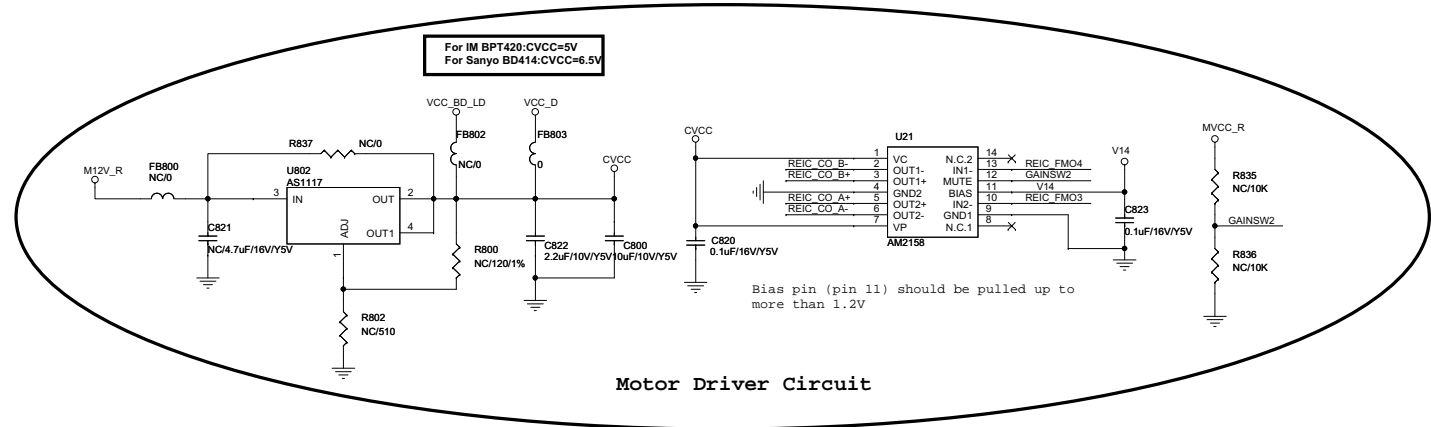 For IM BPT420:CVCC=5V
For Sanyo BD414:CVCC=6.5V
VCC_BD_LD
VCC_D
FB802
NC/0
FB803
0
CVCC
M12V_R
FB800
NC/0
R837
NC/0
U802
AS1117
3
IN
OUT
2
OUT1
4
ADJ
1
C821
NC/4.7uF/16V/Y5V
R800
NC/120/1%
C822
2.2uF/10V/Y5V
C800
10uF/10V/Y5V
R802
NC/510
CVCC
U21
1
VC
N.C.2
14
REIC_CO_B-
2
OUT1-
IN1-
13
REIC_FMO4
REIC_CO_B+
3
OUT1+
MUTE
12
GAINSW2
4
GND2
BIAS
11
V14
REIC_CO_A+
5
OUT2+
IN2-
10
REIC_FMO3
REIC_CO_A-
6
OUT2-
GND1
9
7
VP
N.C.1
8
AM2158
C820
0.1uF/16V/Y5V
V14
C823
0.1uF/16V/Y5V
MVCC_R
R835
NC/10K
GAINSW2
R836
NC/10K
Bias pin (pin 11) should be pulled up to
more than 1.2V
Motor Driver Circuit